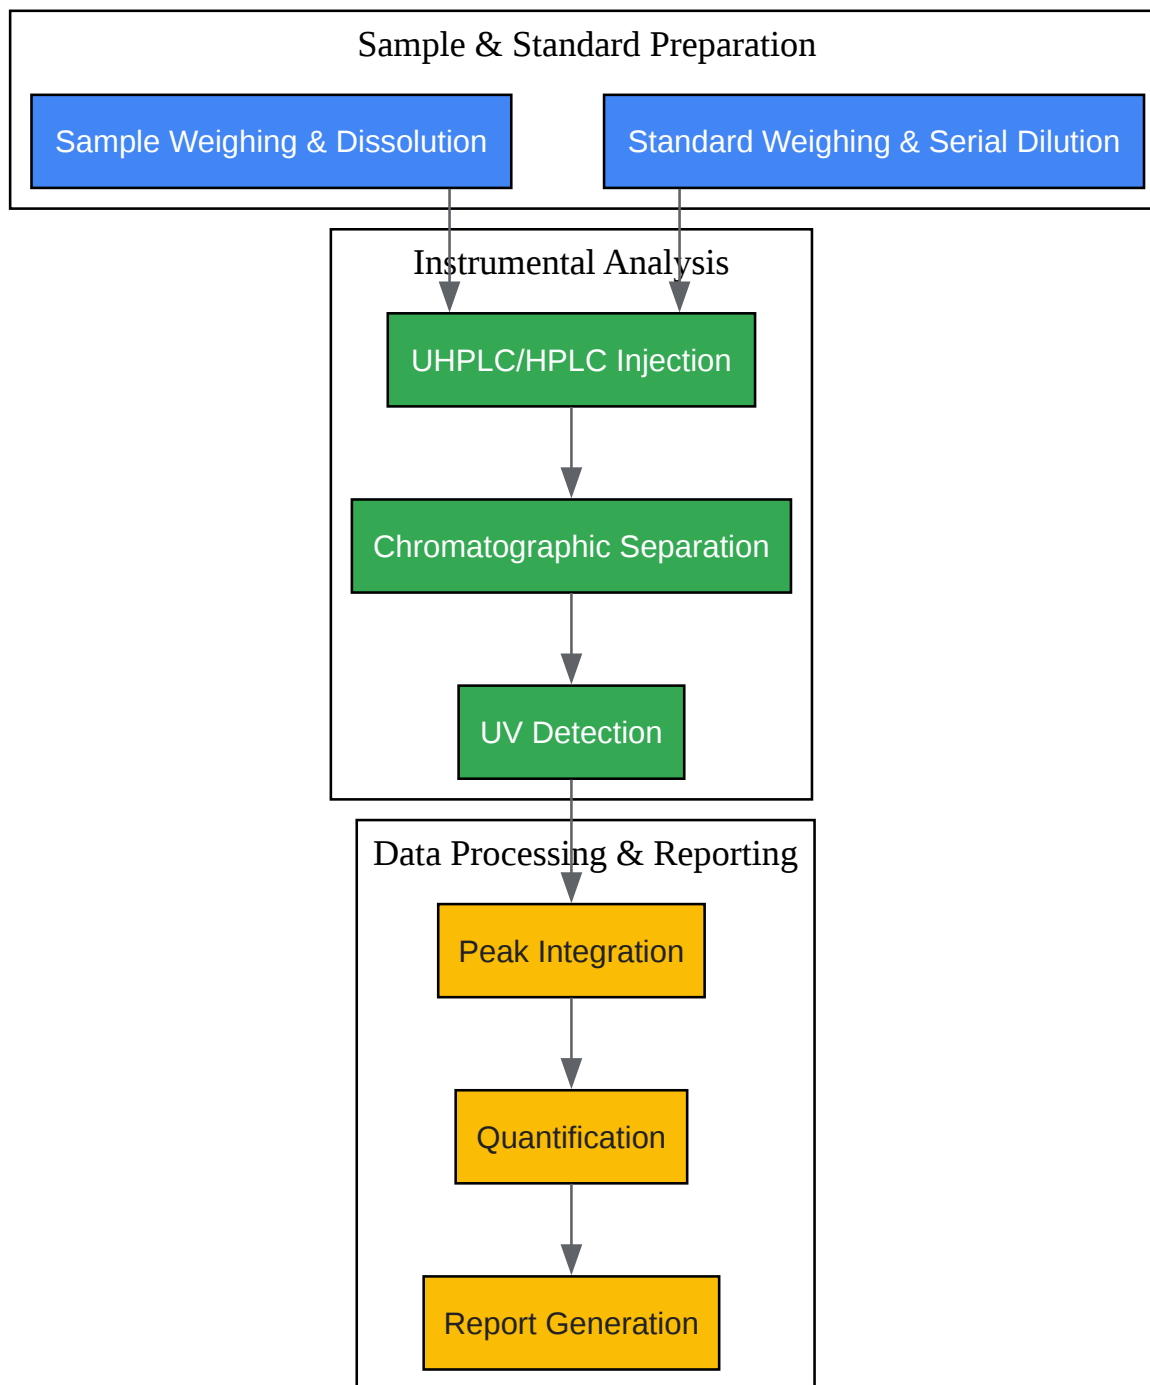 Sample & Standard Preparation
Sample Weighing & Dissolution
Standard Weighing & Serial Dilution
Instrumental Analysis
UHPLC/HPLC Injection
Chromatographic Separation
UV Detection
Data Processing & Reporting
Peak Integration
Quantification
Report Generation